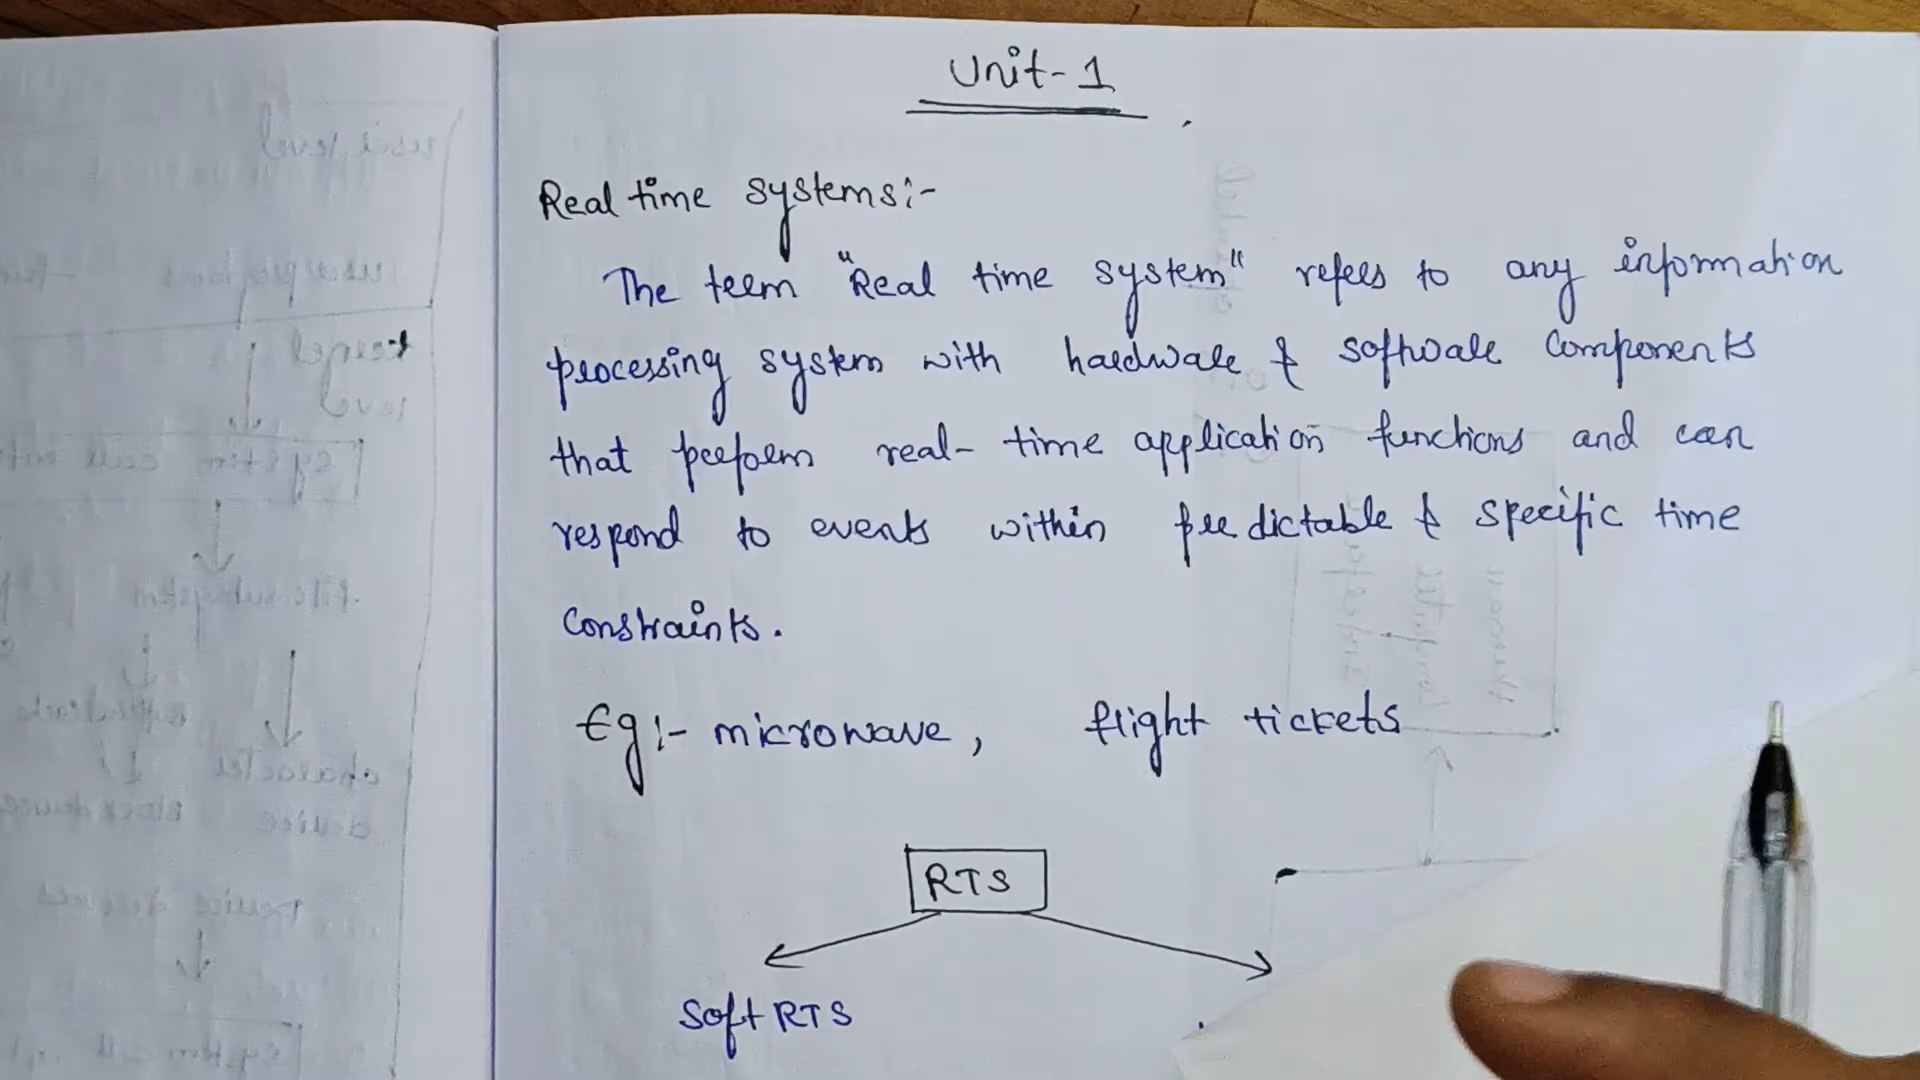 Unit-1
Real time systems:-
The term "Real time system" refers to any information
processing system with hardware & software components
that perform real-time application functions and can
respond to events within predictable & specific time
constraints.
Eg:- microwave, flight tickets
RTS
Soft RTS